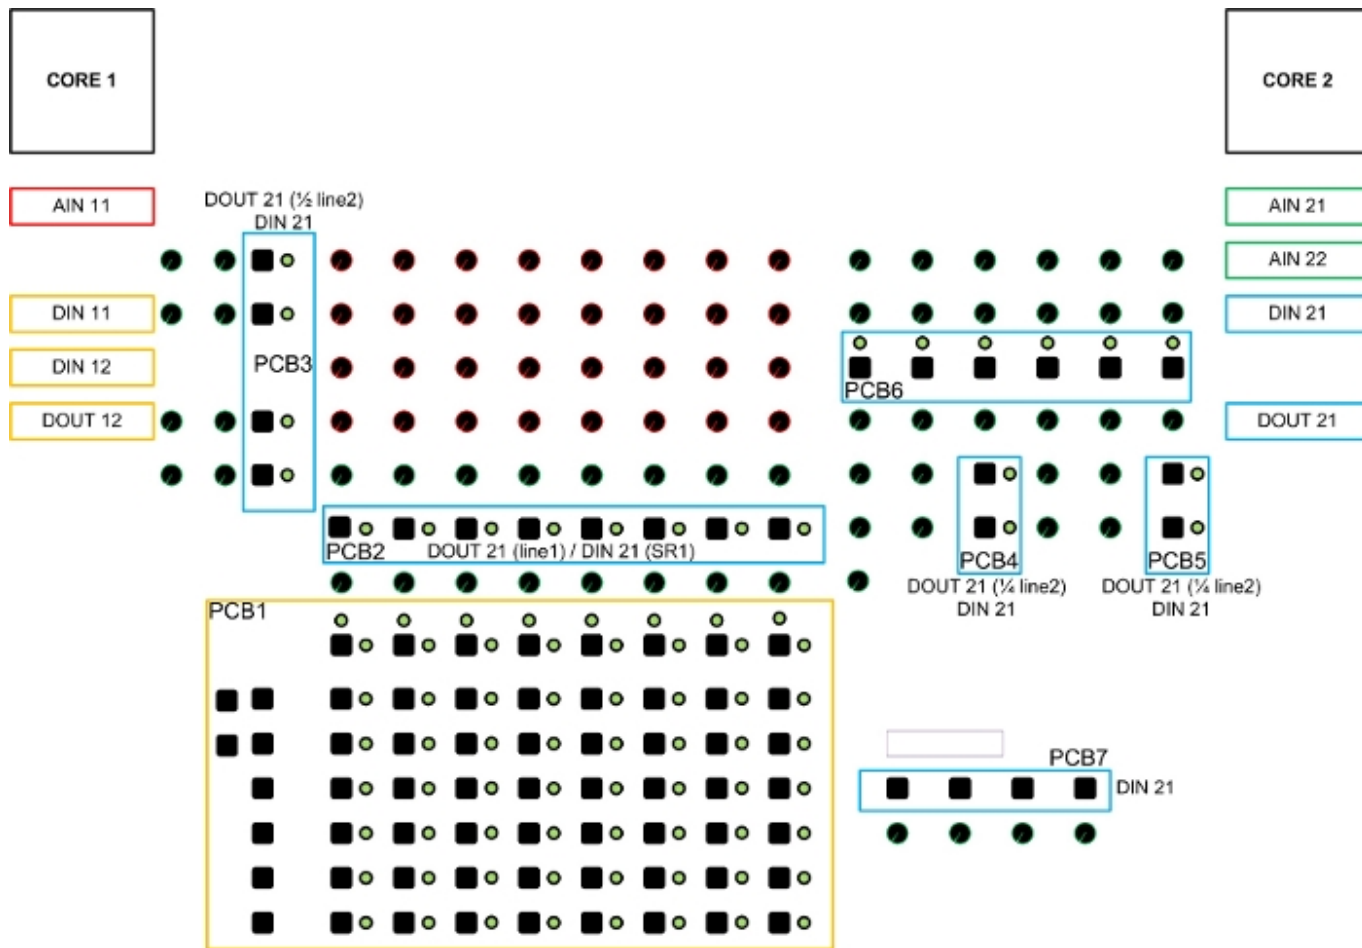 CORE 1
CORE 2
AIN 11
DOUT 21 (½ line2)
DIN 21
AIN 21
AIN 22
DIN 11
DIN 21
DIN 12
PCB3
PCB6
DOUT 12
DOUT 21
PCB2
DOUT 21 (line1) / DIN 21 (SR1)
PCB4
PCB5
DOUT 21 (¼ line2)
DIN 21
DOUT 21 (¼ line2)
DIN 21
PCB1
PCB7
DIN 21